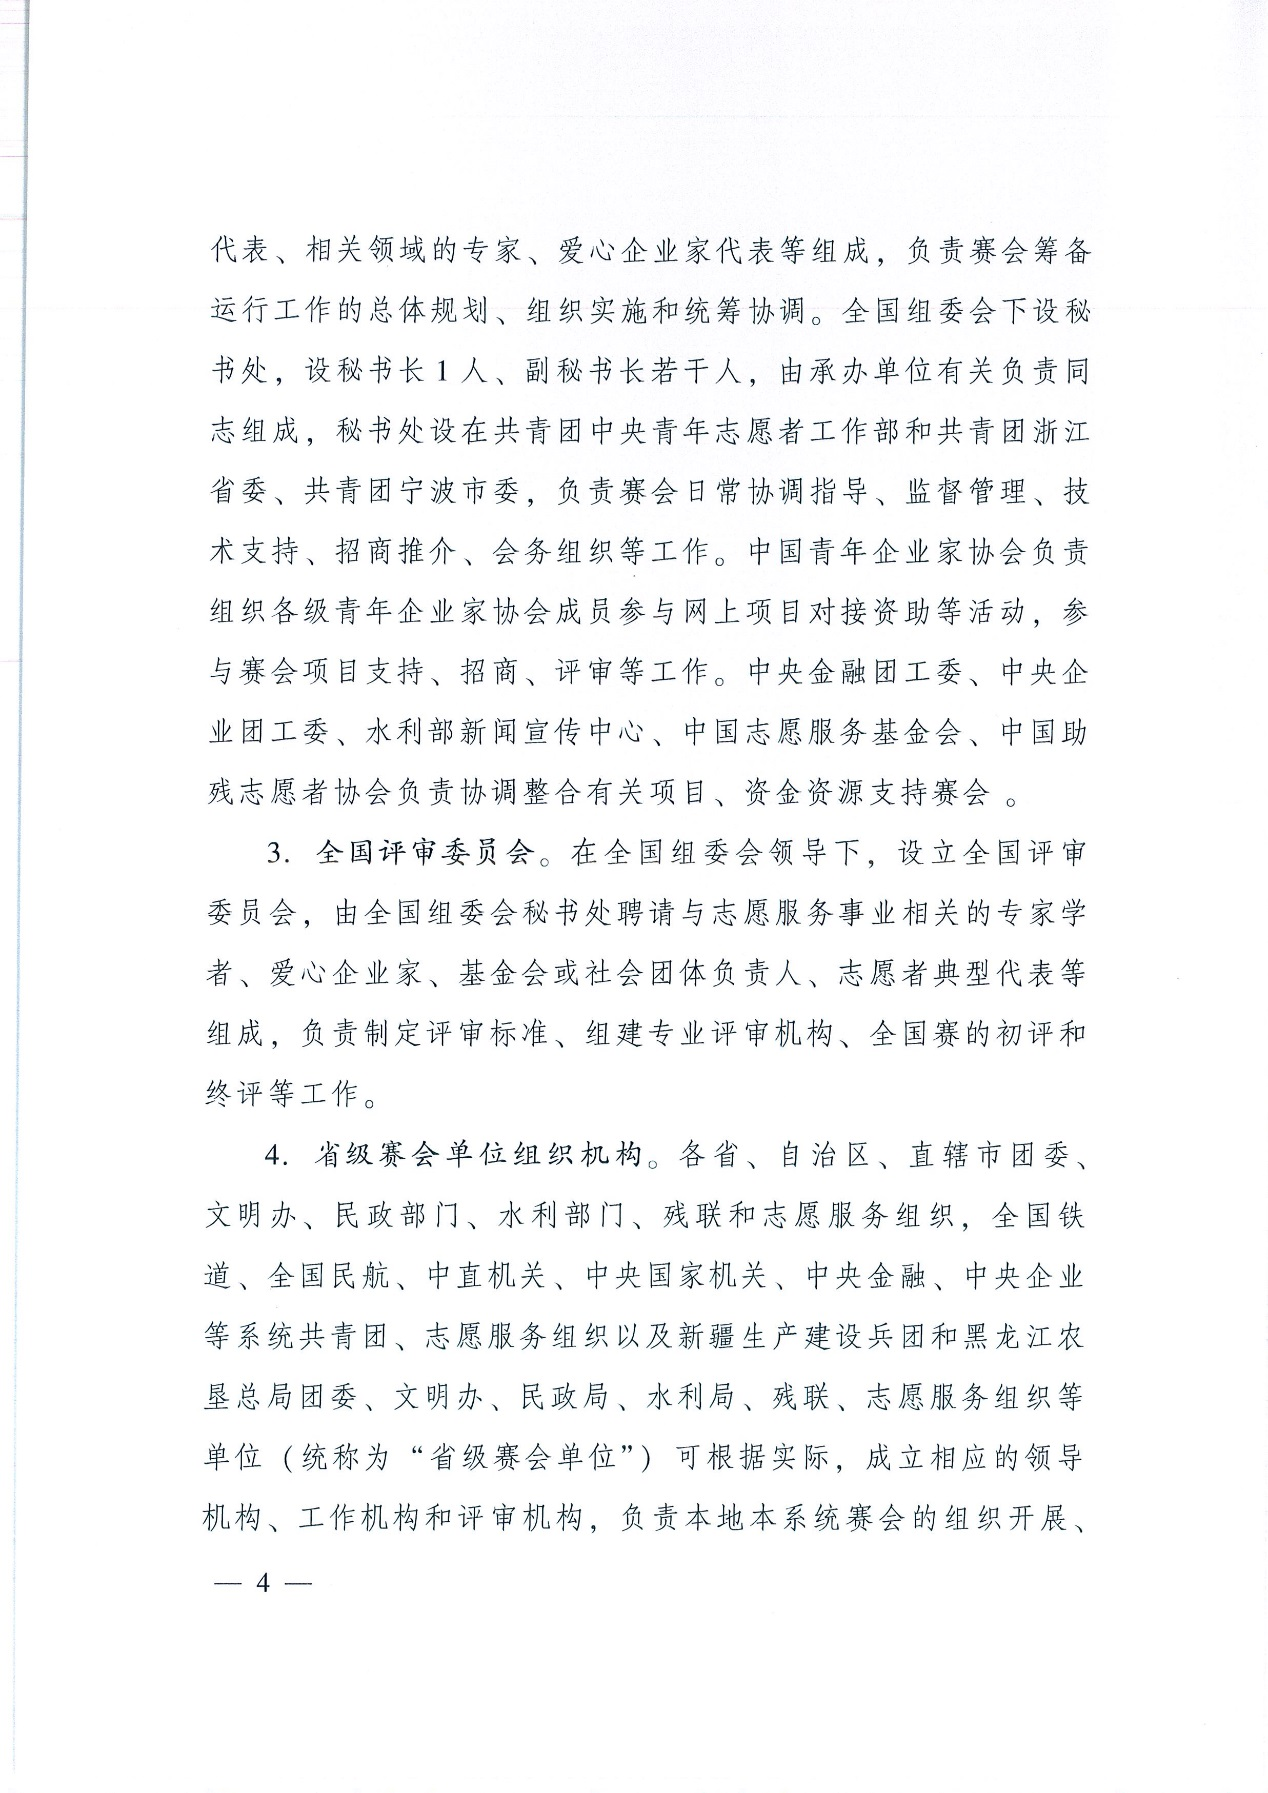 代表、相关领域的专家、爱心企业家代表等组成，负责赛会筹备
运行工作的总体规划、组织实施和统筹协调。全国组委会下设秘
书处，设秘书长1人、副秘书长若干人，由承办单位有关负责同
志组成，秘书处设在共青团中央青年志愿者工作部和共青团浙江
省委、共青团宁波市委，负责赛会日常协调指导、监督管理、技
术支持、招商推介、会务组织等工作。中国青年企业家协会负责
组织各级青年企业家协会成员参与网上项目对接资助等活动，参
与赛会项目支持、招商、评审等工作。中央金融团工委、中央企
业团工委、水利部新闻宣传中心、中国志愿服务基金会、中国助
残志愿者协会负责协调整合有关项目、资金资源支持赛会 。
3. 全国评审委员会。在全国组委会领导下，设立全国评审
委员会，由全国组委会秘书处聘请与志愿服务事业相关的专家学
者、爱心企业家、基金会或社会团体负责人、志愿者典型代表等
组成，负责制定评审标准、组建专业评审机构、全国赛的初评和
终评等工作。
4. 省级赛会单位组织机构。各省、自治区、直辖市团委、
文明办、民政部门、水利部门、残联和志愿服务组织，全国铁
道、全国民航、中直机关、中央国家机关、中央金融、中央企业
等系统共青团、志愿服务组织以及新疆生产建设兵团和黑龙江农
垦总局团委、文明办、民政局、水利局、残联、志愿服务组织等
单位（统称为“省级赛会单位”）可根据实际，成立相应的领导
机构、工作机构和评审机构，负责本地本系统赛会的组织开展、
— 4 —